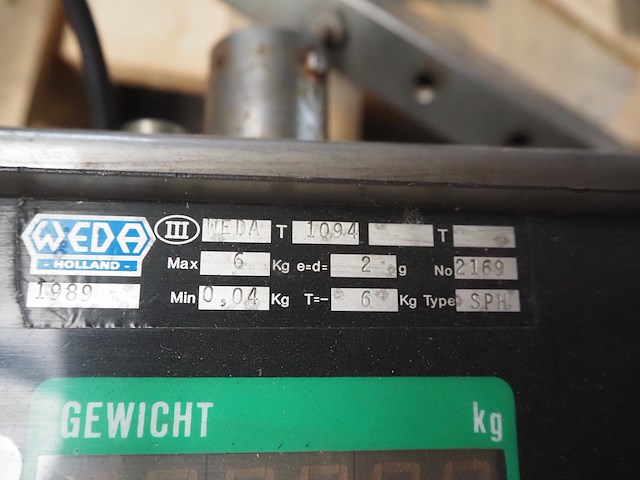 WEDA III WEDA T 1094 T
HOLLAND Max 6 Kg e=d= 2 g No 2169
1989 Min 0,04 Kg T=- 6 Kg Type SPH
GEWICHT kg